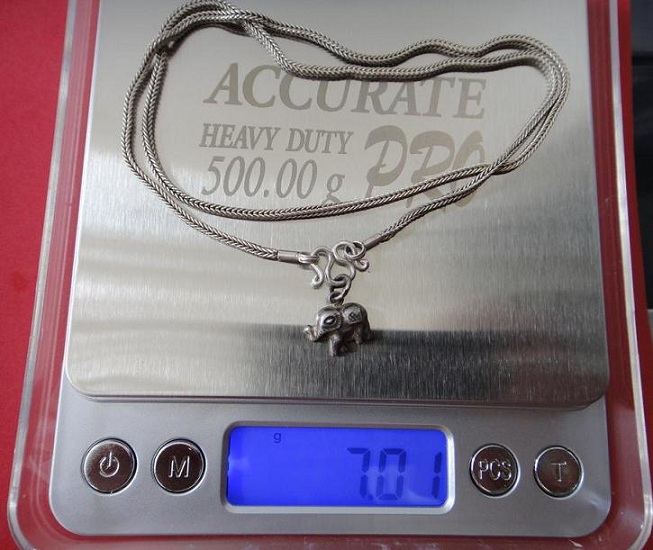 ACCURATE
HEAVY DUTY
500.00 g
PRO
g
7.01
M
PCS
T